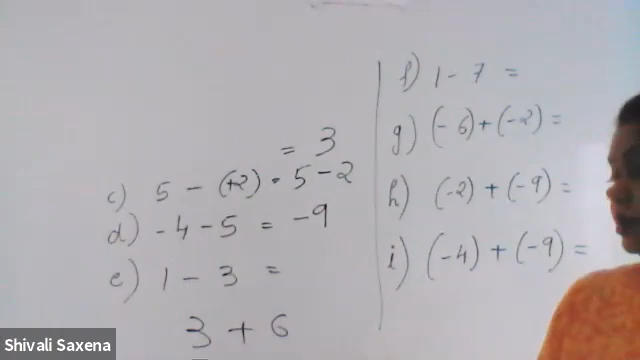 = 3
c) 5 - (+2) = 5 - 2
d) -4 - 5 = -9
e) 1 - 3 =
3 + 6
f) 1 - 7 =
g) (-6) + (-2) =
h) (-2) + (-9) =
i) (-4) + (-9) =
Shivali Saxena